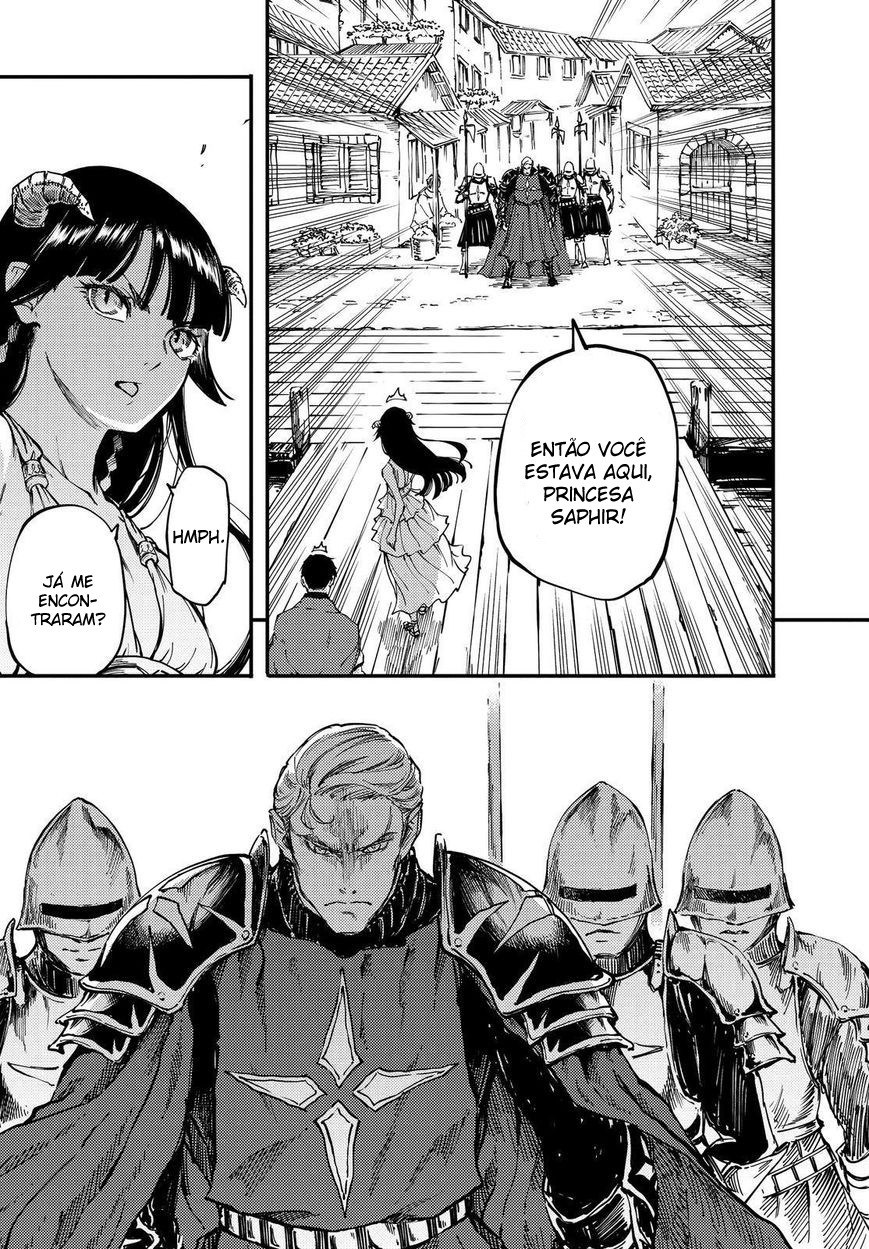 ENTÃO VOCÊ
ESTAVA AQUI,
PRINCESA
SAPHIR!
HMPH.
JÁ ME
ENCON-
TRARAM?